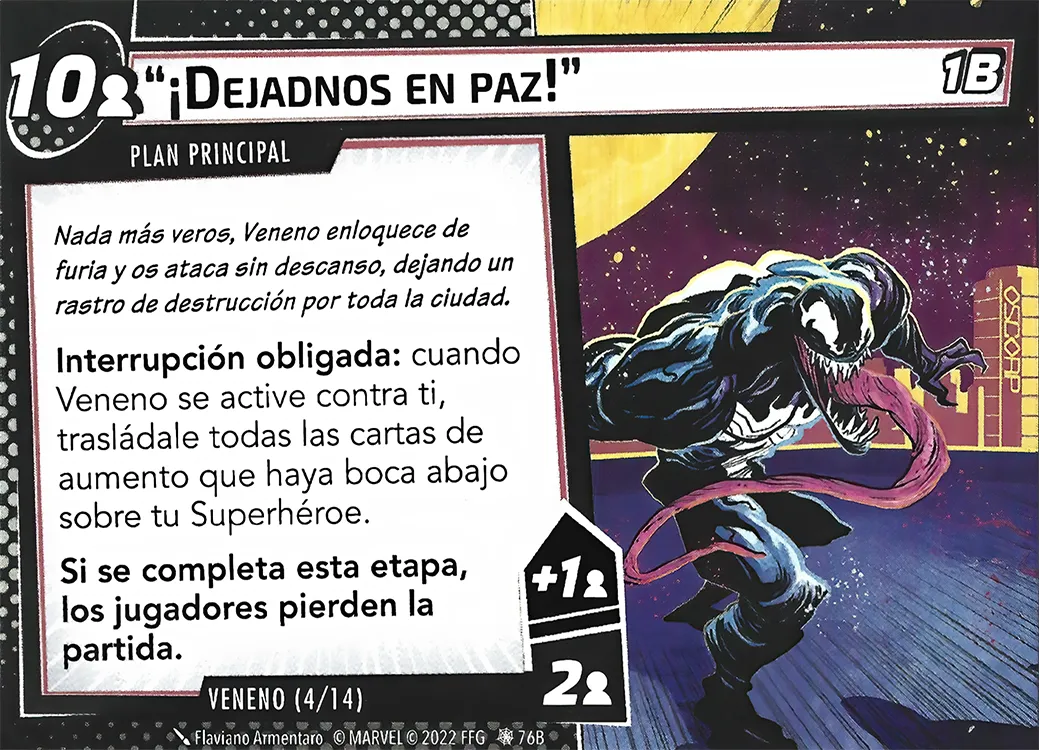 10
“¡DEJADNOS EN PAZ!”
1B
PLAN PRINCIPAL
Nada más veros, Veneno enloquece de
furia y os ataca sin descanso, dejando un
rastro de destrucción por toda la ciudad.
Interrupción obligada: cuando
Veneno se active contra ti,
trasládale todas las cartas de
aumento que haya boca abajo
sobre tu Superhéroe.
Si se completa esta etapa,
los jugadores pierden la
partida.
+1
2
OSCORP
VENENO (4/14)
Flaviano Armentaro © MARVEL © 2022 FFG 76B